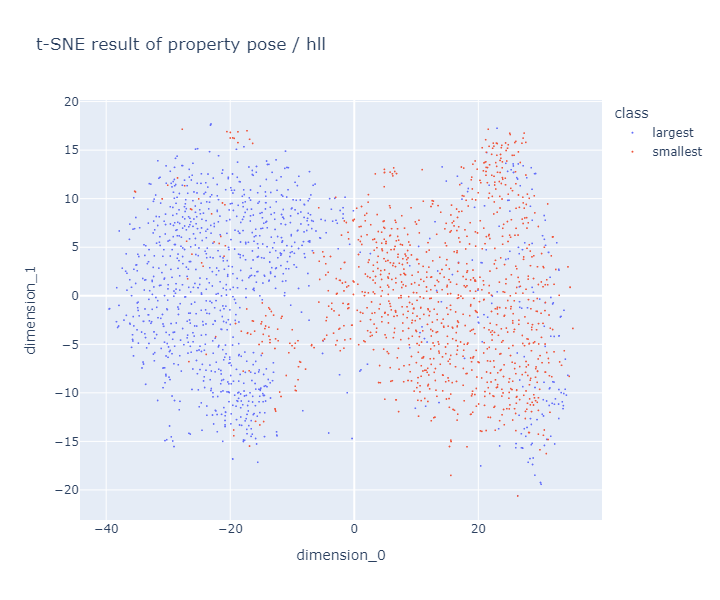 t-SNE result of property pose / hll
class
largest
smallest
20
15
10
5
0
−5
−10
−15
−20
dimension_1
−40
−20
0
20
dimension_0